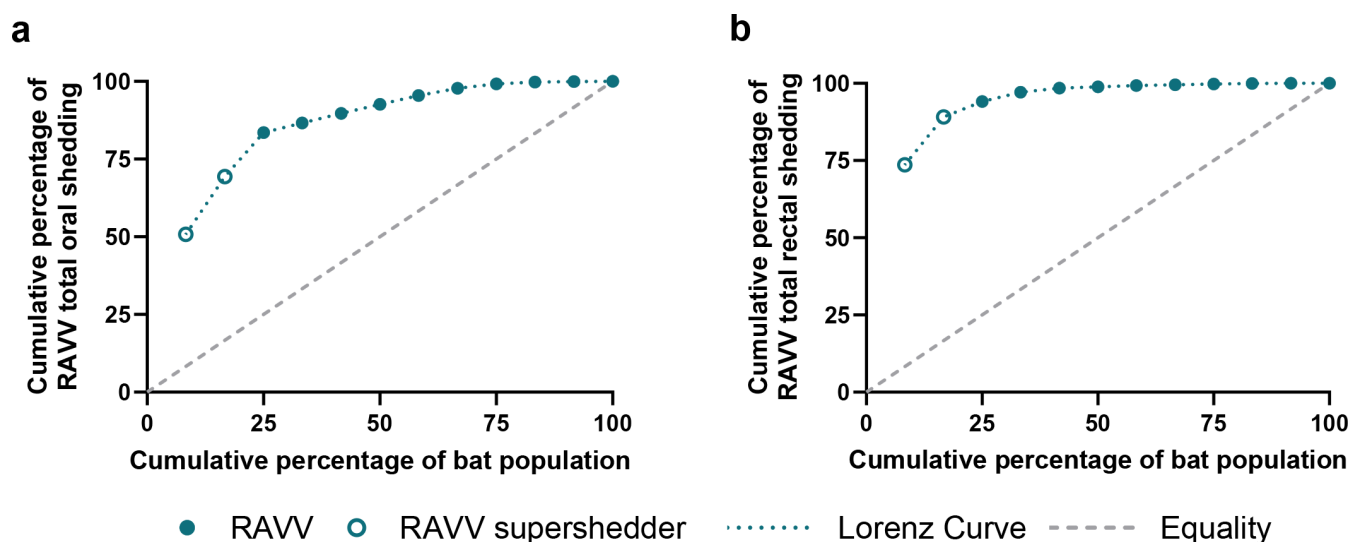 a
Cumulative percentage of
RAVV total oral shedding
100
75
50
25
0
0 25 50 75 100
Cumulative percentage of bat population
b
Cumulative percentage of
RAVV total rectal shedding
100
75
50
25
0
0 25 50 75 100
Cumulative percentage of bat population
RAVV RAVV supershedder Lorenz Curve Equality